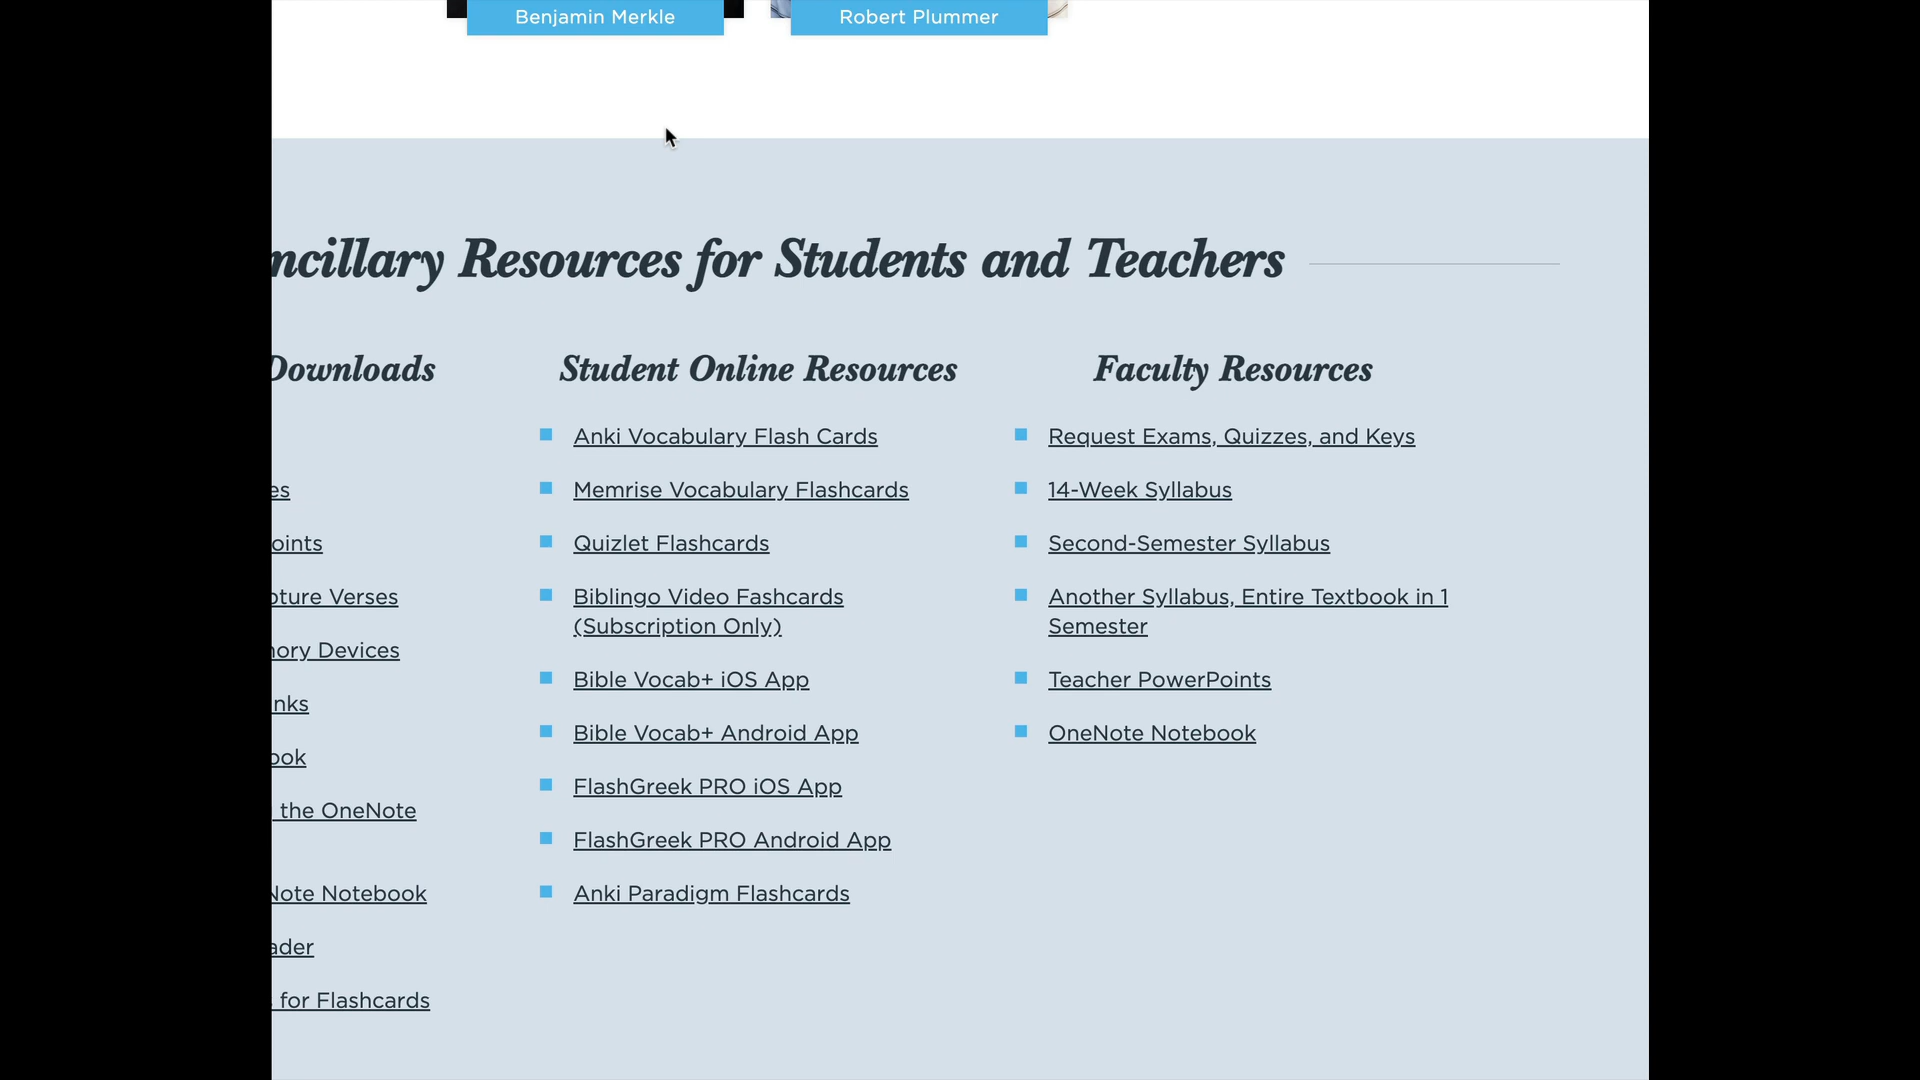 Benjamin Merkle
Robert Plummer
ncillary Resources for Students and Teachers
Downloads
es
oints
pture Verses
nory Devices
nks
ook
the OneNote
Note Notebook
ader
for Flashcards
Student Online Resources
Anki Vocabulary Flash Cards
Memrise Vocabulary Flashcards
Quizlet Flashcards
Biblingo Video Fashcards
(Subscription Only)
Bible Vocab+ iOS App
Bible Vocab+ Android App
FlashGreek PRO iOS App
FlashGreek PRO Android App
Anki Paradigm Flashcards
Faculty Resources
Request Exams, Quizzes, and Keys
14-Week Syllabus
Second-Semester Syllabus
Another Syllabus, Entire Textbook in 1
Semester
Teacher PowerPoints
OneNote Notebook